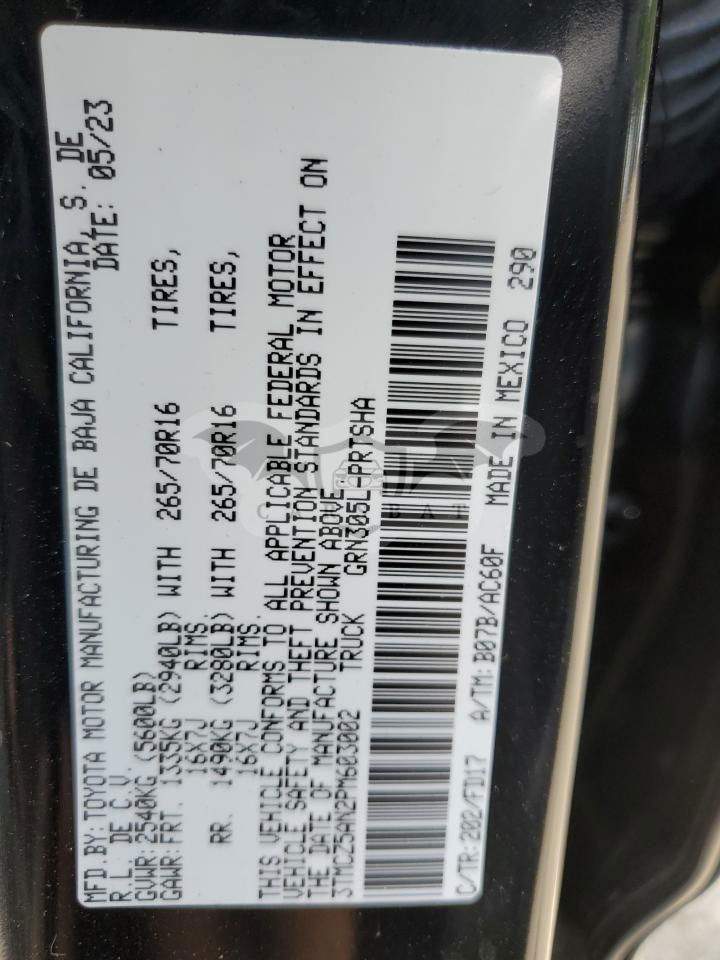 MFD.BY:TOYOTA MOTOR MANUFACTURING DE BAJA CALIFORNIA, S. DE
R.L. DE C.V. DATE: 05/23
GVWR:2540KG (5600LB)
GAWR:FRT. 1335KG (2940LB) WITH 265/70R16 TIRES,
16X7J RIMS.
RR. 1490KG (3280LB) WITH 265/70R16 TIRES,
16X7J RIMS.
THIS VEHICLE CONFORMS TO ALL APPLICABLE FEDERAL MOTOR
VEHICLE SAFETY AND THEFT PREVENTION STANDARDS IN EFFECT ON
THE DATE OF MANUFACTURE SHOWN ABOVE.
3TMCZ5AN2PM603002 TRUCK GRN305L-PRTSHA
C/TR:202/FD17 A/TM:B07B/AC60F MADE IN MEXICO 290